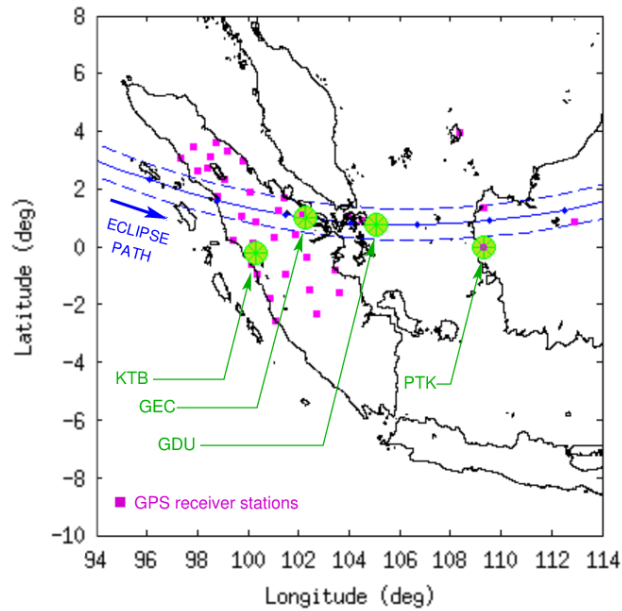 8
6
4
2
0
-2
-4
-6
-8
-10
Latitude (deg)
ECLIPSE
PATH
KTB
GEC
GDU
PTK
GPS receiver stations
94 96 98 100 102 104 106 108 110 112 114
Longitude (deg)